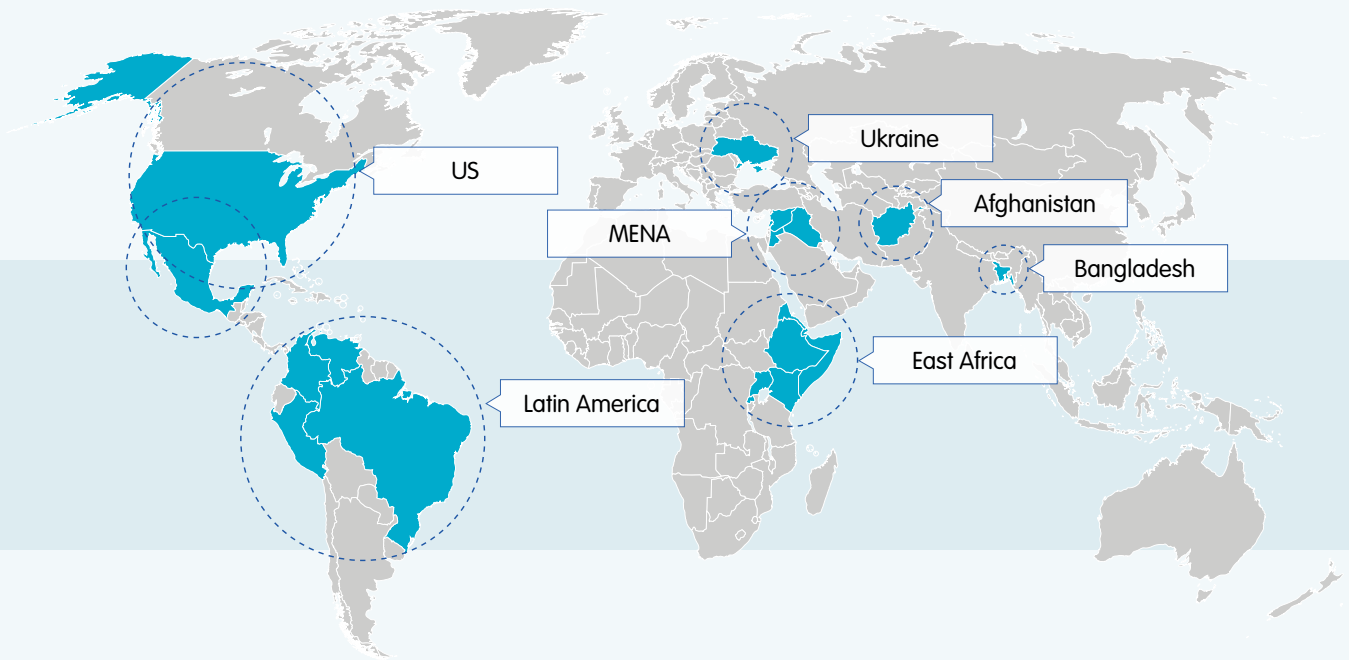 Ukraine
US
Afghanistan
MENA
Bangladesh
East Africa
Latin America